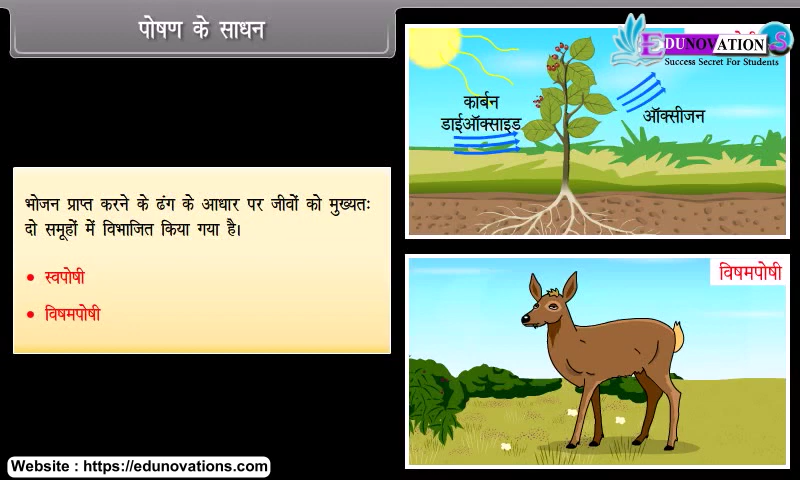 पोषण के साधन
EDUNOVATIONS
Success Secret For Students
कार्बन
डाईऑक्साइड
ऑक्सीजन
भोजन प्राप्त करने के ढंग के आधार पर जीवों को मुख्यतः
दो समूहों में विभाजित किया गया है।
• स्वपोषी
• विषमपोषी
विषमपोषी
Website : https://edunovations.com